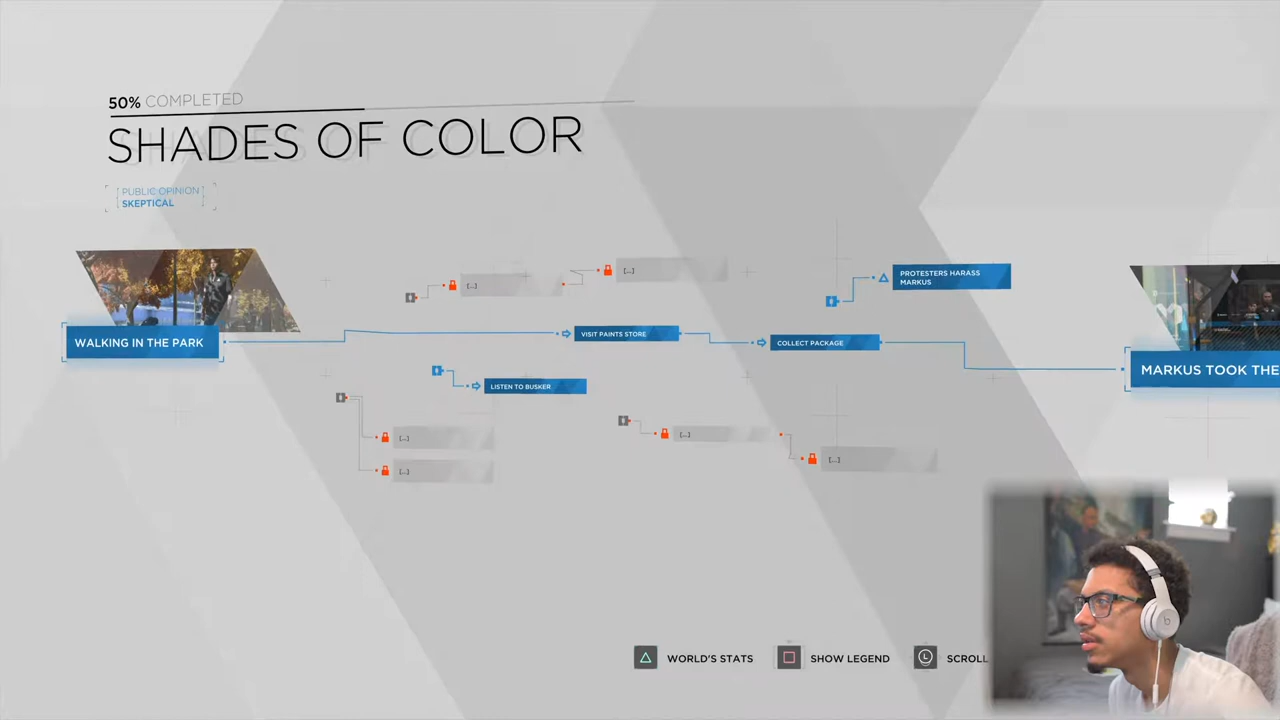 50% COMPLETED
SHADES OF COLOR
PUBLIC OPINION
SKEPTICAL
WALKING IN THE PARK
[...]
[...]
PROTESTERS HARASS
MARKUS
VISIT PAINTS STORE
COLLECT PACKAGE
MARKUS TOOK THE
LISTEN TO BUSKER
[...]
[...]
[...]
[...]
WORLD'S STATS
SHOW LEGEND
L
SCROLL